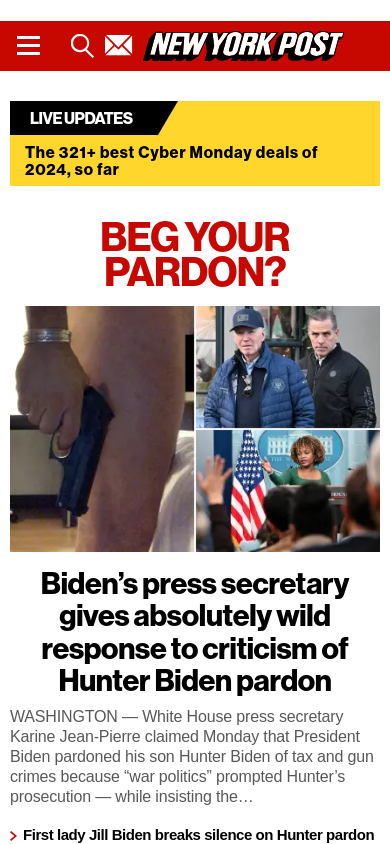 NEW YORK POST
LIVE UPDATES
The 321+ best Cyber Monday deals of
2024, so far
BEG YOUR
PARDON?
Biden’s press secretary
gives absolutely wild
response to criticism of
Hunter Biden pardon
WASHINGTON — White House press secretary
Karine Jean-Pierre claimed Monday that President
Biden pardoned his son Hunter Biden of tax and gun
crimes because “war politics” prompted Hunter’s
prosecution — while insisting the…
First lady Jill Biden breaks silence on Hunter pardon